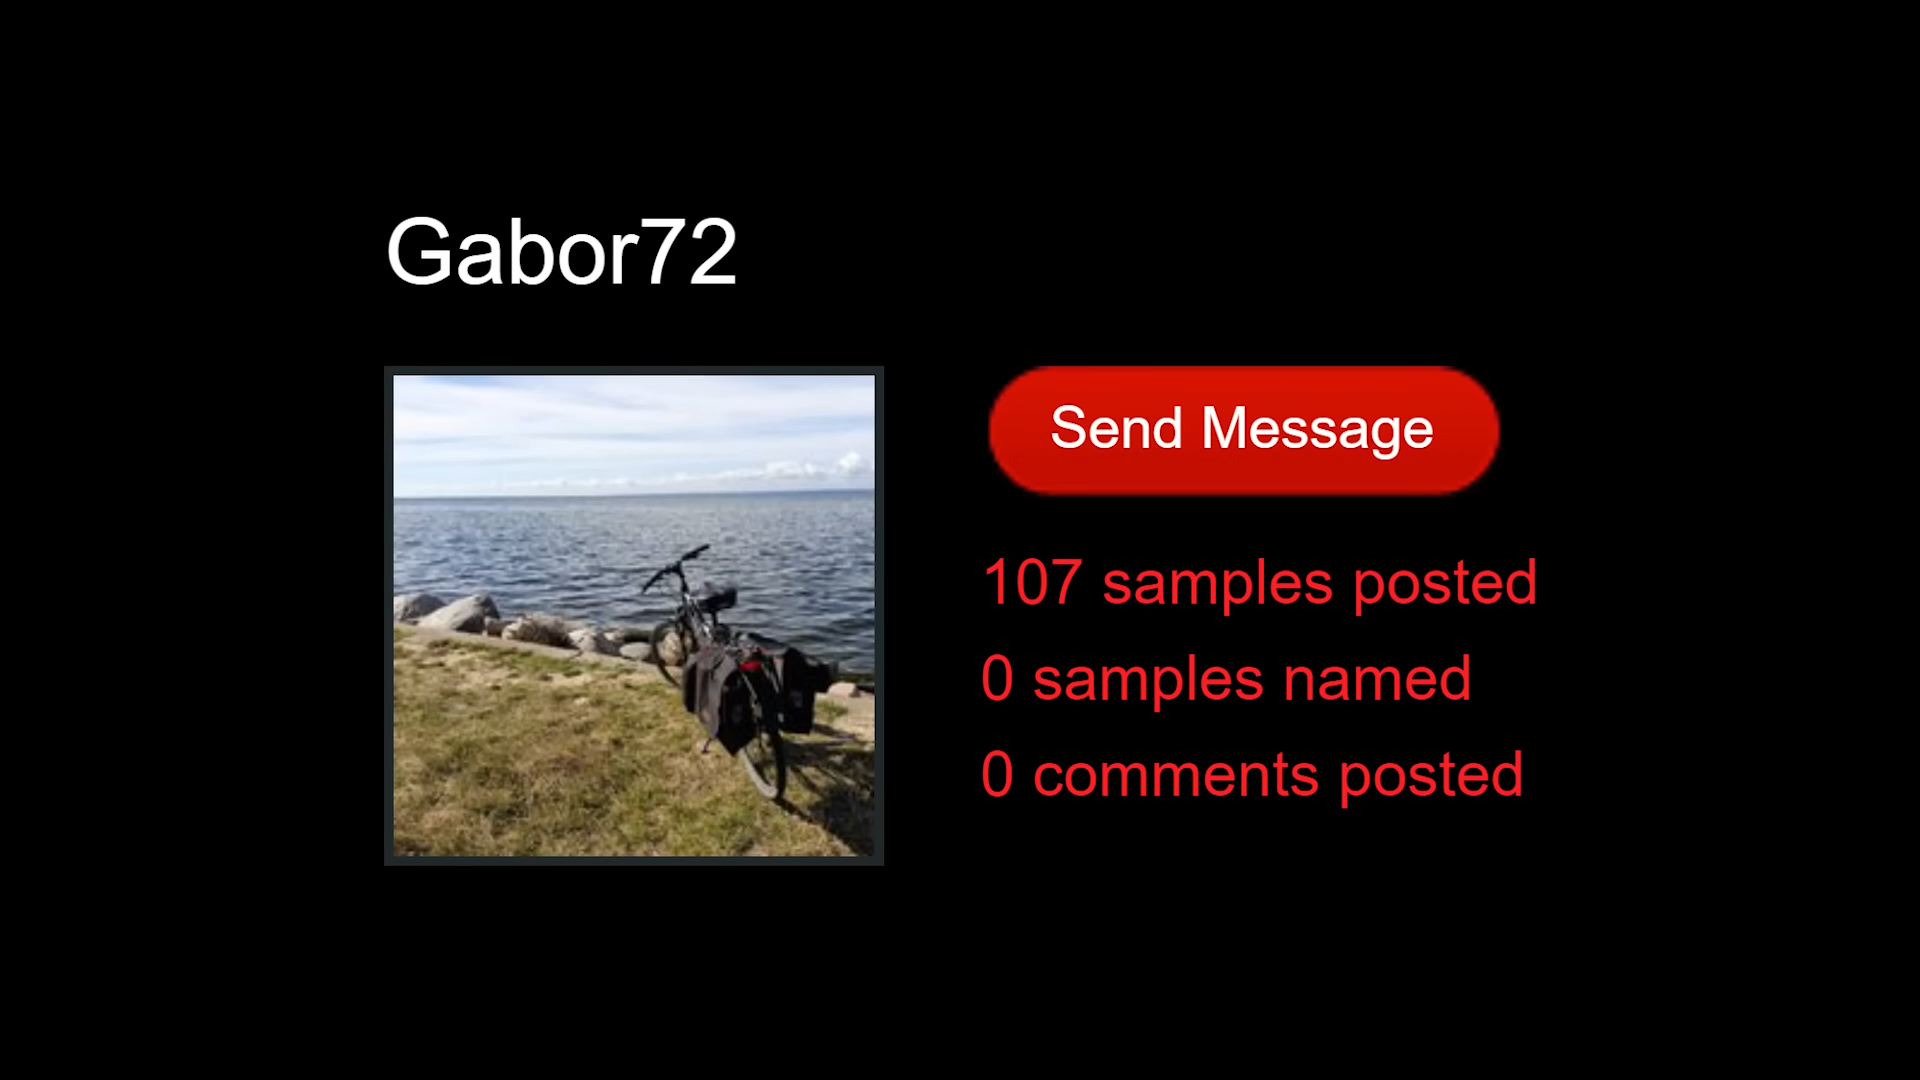 Gabor72
Send Message
107 samples posted
0 samples named
0 comments posted